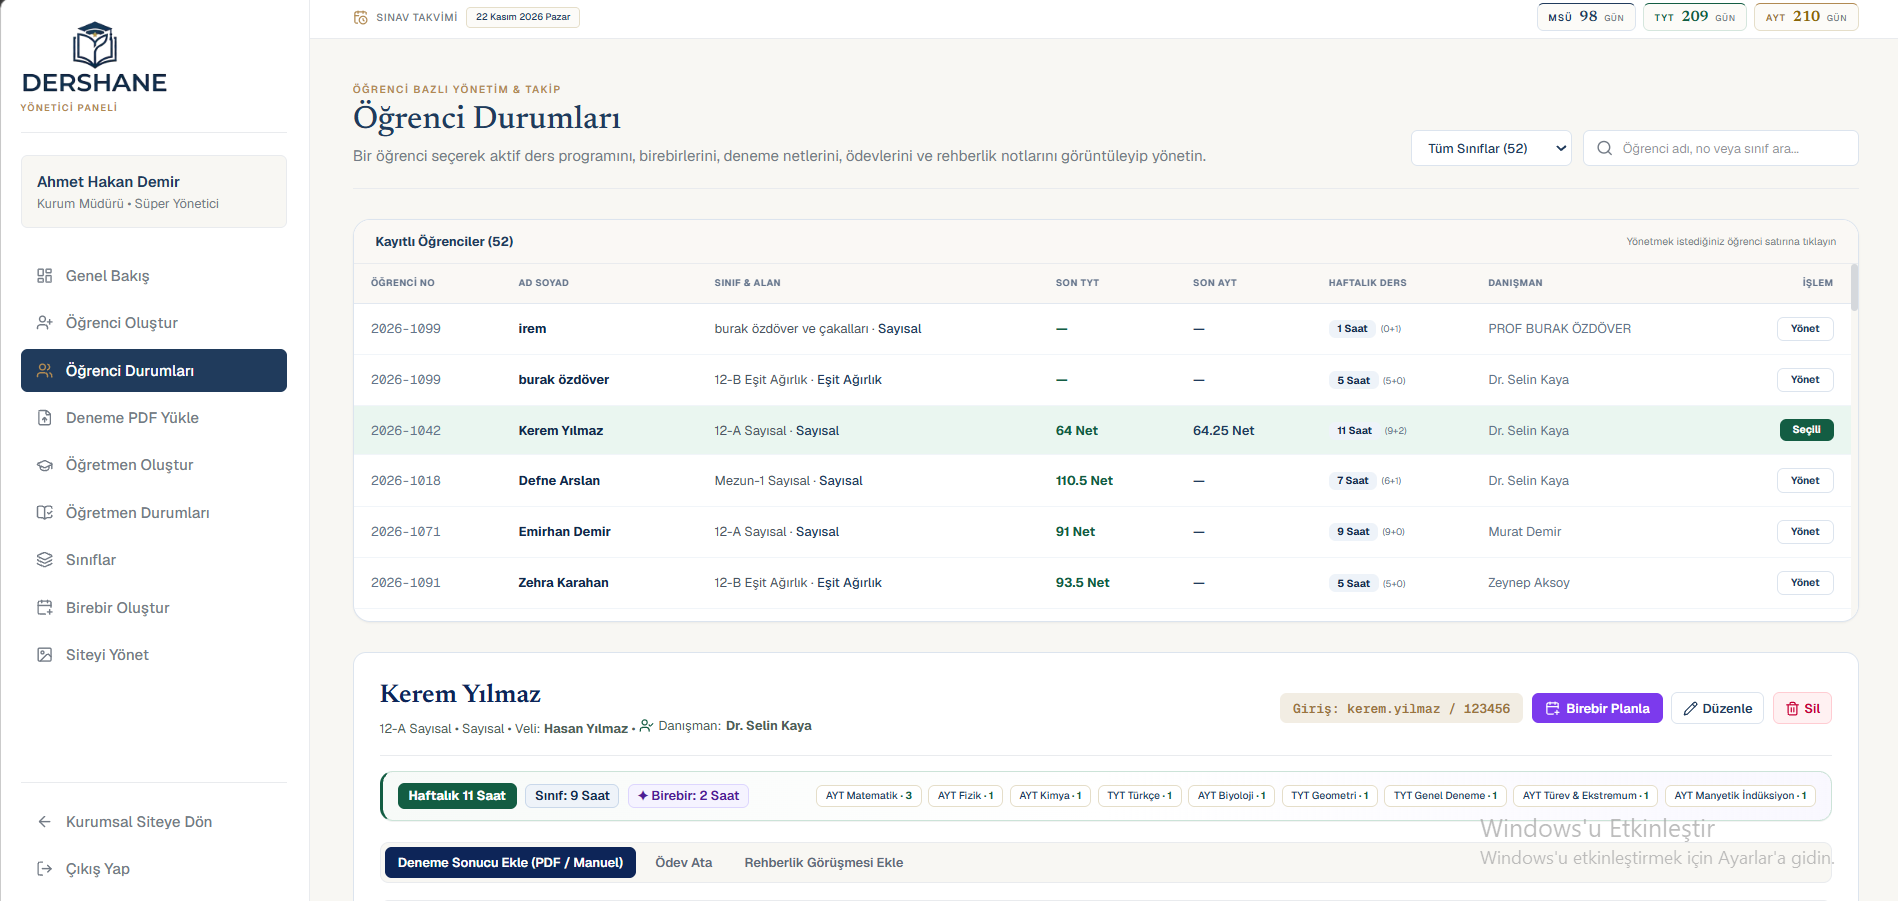 DERSHANE
YÖNETİCİ PANELİ
Ahmet Hakan Demir
Kurum Müdürü • Süper Yönetici
Genel Bakış
Öğrenci Oluştur
Öğrenci Durumları
Deneme PDF Yükle
Öğretmen Oluştur
Öğretmen Durumları
Sınıflar
Birebir Oluştur
Siteyi Yönet
Kurumsal Siteye Dön
Çıkış Yap
SINAV TAKVİMİ 22 Kasım 2026 Pazar
MSÜ 98 GÜN TYT 209 GÜN AYT 210 GÜN
ÖĞRENCİ BAZLI YÖNETİM & TAKİP
Öğrenci Durumları
Bir öğrenci seçerek aktif ders programını, birebirlerini, deneme netlerini, ödevlerini ve rehberlik notlarını görüntüleyip yönetin.
Tüm Sınıflar (52) Öğrenci adı, no veya sınıf ara...
Kayıtlı Öğrenciler (52) Yönetmek istediğiniz öğrenci satırına tıklayın
ÖĞRENCİ NO AD SOYAD SINIF & ALAN SON TYT SON AYT HAFTALIK DERS DANIŞMAN İŞLEM
2026-1099 irem burak özdöver ve çakalları · Sayısal — — 1 Saat (0+1) PROF BURAK ÖZDÖVER Yönet
2026-1099 burak özdöver 12-B Eşit Ağırlık · Eşit Ağırlık — — 5 Saat (5+0) Dr. Selin Kaya Yönet
2026-1042 Kerem Yılmaz 12-A Sayısal · Sayısal 64 Net 64.25 Net 11 Saat (9+2) Dr. Selin Kaya Seçili
2026-1018 Defne Arslan Mezun-1 Sayısal · Sayısal 110.5 Net — 7 Saat (6+1) Dr. Selin Kaya Yönet
2026-1071 Emirhan Demir 12-A Sayısal · Sayısal 91 Net — 9 Saat (9+0) Murat Demir Yönet
2026-1091 Zehra Karahan 12-B Eşit Ağırlık · Eşit Ağırlık 93.5 Net — 5 Saat (5+0) Zeynep Aksoy Yönet
Kerem Yılmaz
12-A Sayısal • Sayısal • Veli: Hasan Yılmaz • Danışman: Dr. Selin Kaya
Giriş: kerem.yilmaz / 123456 Birebir Planla Düzenle Sil
Haftalık 11 Saat Sınıf: 9 Saat ✦ Birebir: 2 Saat AYT Matematik · 3 AYT Fizik · 1 AYT Kimya · 1 TYT Türkçe · 1 AYT Biyoloji · 1 TYT Geometri · 1 TYT Genel Deneme · 1 AYT Türev & Ekstremum · 1 AYT Manyetik İndüksiyon · 1
Windows'u Etkinleştir
Windows'u etkinleştirmek için Ayarlar'a gidin.
Deneme Sonucu Ekle (PDF / Manuel) Ödev Ata Rehberlik Görüşmesi Ekle